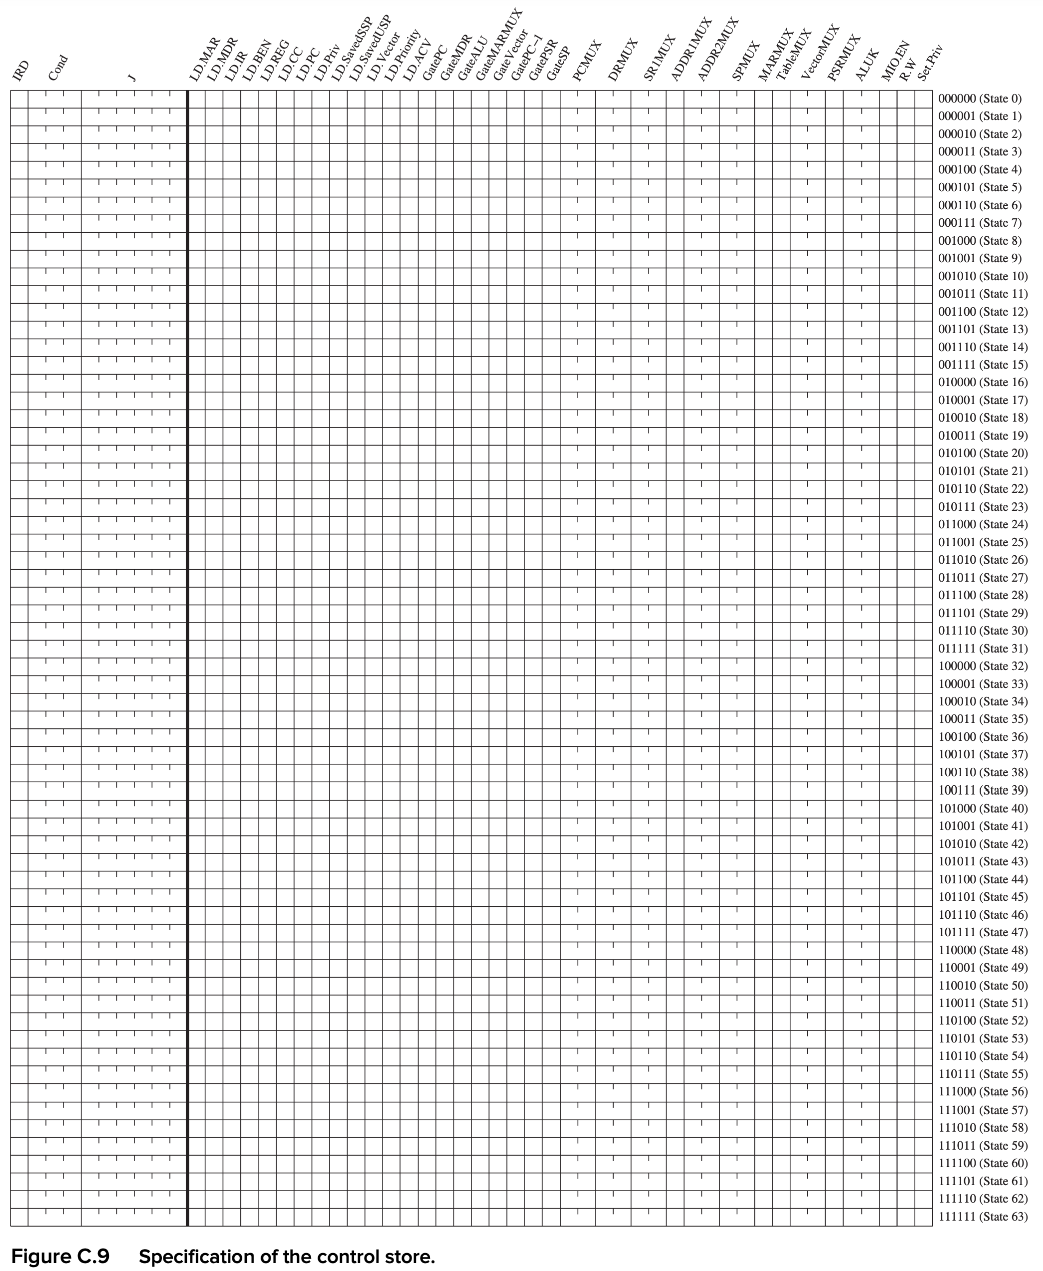 IRD
Cond
J
LD.MAR
LD.MDR
LD.IR
LD.BEN
LD.REG
LD.CC
LD.PC
LD.Priv
LD.SavedSSP
LD.SavedUSP
LD.Vector
LD.Priority
LD.ACV
GatePC
GateMDR
GateALU
GateMARMUX
GateVector
GatePC-1
GatePSR
GateSP
PCMUX
DRMUX
SR1MUX
ADDR1MUX
ADDR2MUX
SPMUX
MARMUX
TableMUX
VectorMUX
PSRMUX
ALUK
MIO.EN
R.W
Set.Priv
000000 (State 0)
000001 (State 1)
000010 (State 2)
000011 (State 3)
000100 (State 4)
000101 (State 5)
000110 (State 6)
000111 (State 7)
001000 (State 8)
001001 (State 9)
001010 (State 10)
001011 (State 11)
001100 (State 12)
001101 (State 13)
001110 (State 14)
001111 (State 15)
010000 (State 16)
010001 (State 17)
010010 (State 18)
010011 (State 19)
010100 (State 20)
010101 (State 21)
010110 (State 22)
010111 (State 23)
011000 (State 24)
011001 (State 25)
011010 (State 26)
011011 (State 27)
011100 (State 28)
011101 (State 29)
011110 (State 30)
011111 (State 31)
100000 (State 32)
100001 (State 33)
100010 (State 34)
100011 (State 35)
100100 (State 36)
100101 (State 37)
100110 (State 38)
100111 (State 39)
101000 (State 40)
101001 (State 41)
101010 (State 42)
101011 (State 43)
101100 (State 44)
101101 (State 45)
101110 (State 46)
101111 (State 47)
110000 (State 48)
110001 (State 49)
110010 (State 50)
110011 (State 51)
110100 (State 52)
110101 (State 53)
110110 (State 54)
110111 (State 55)
111000 (State 56)
111001 (State 57)
111010 (State 58)
111011 (State 59)
111100 (State 60)
111101 (State 61)
111110 (State 62)
111111 (State 63)
Figure C.9 Specification of the control store.